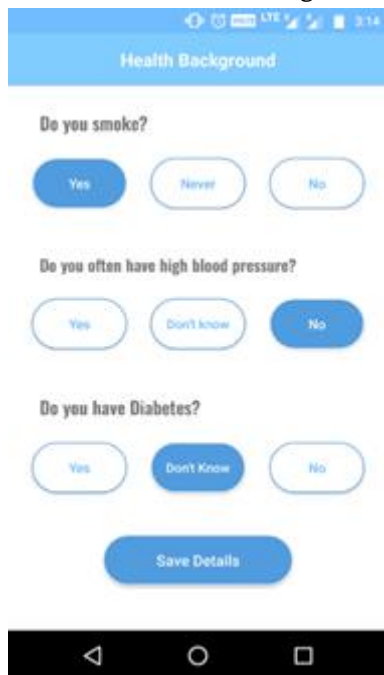 LTE 3:14
Health Background
Do you smoke?
Yes Never No
Do you often have high blood pressure?
Yes Don't know No
Do you have Diabetes?
Yes Don't Know No
Save Details